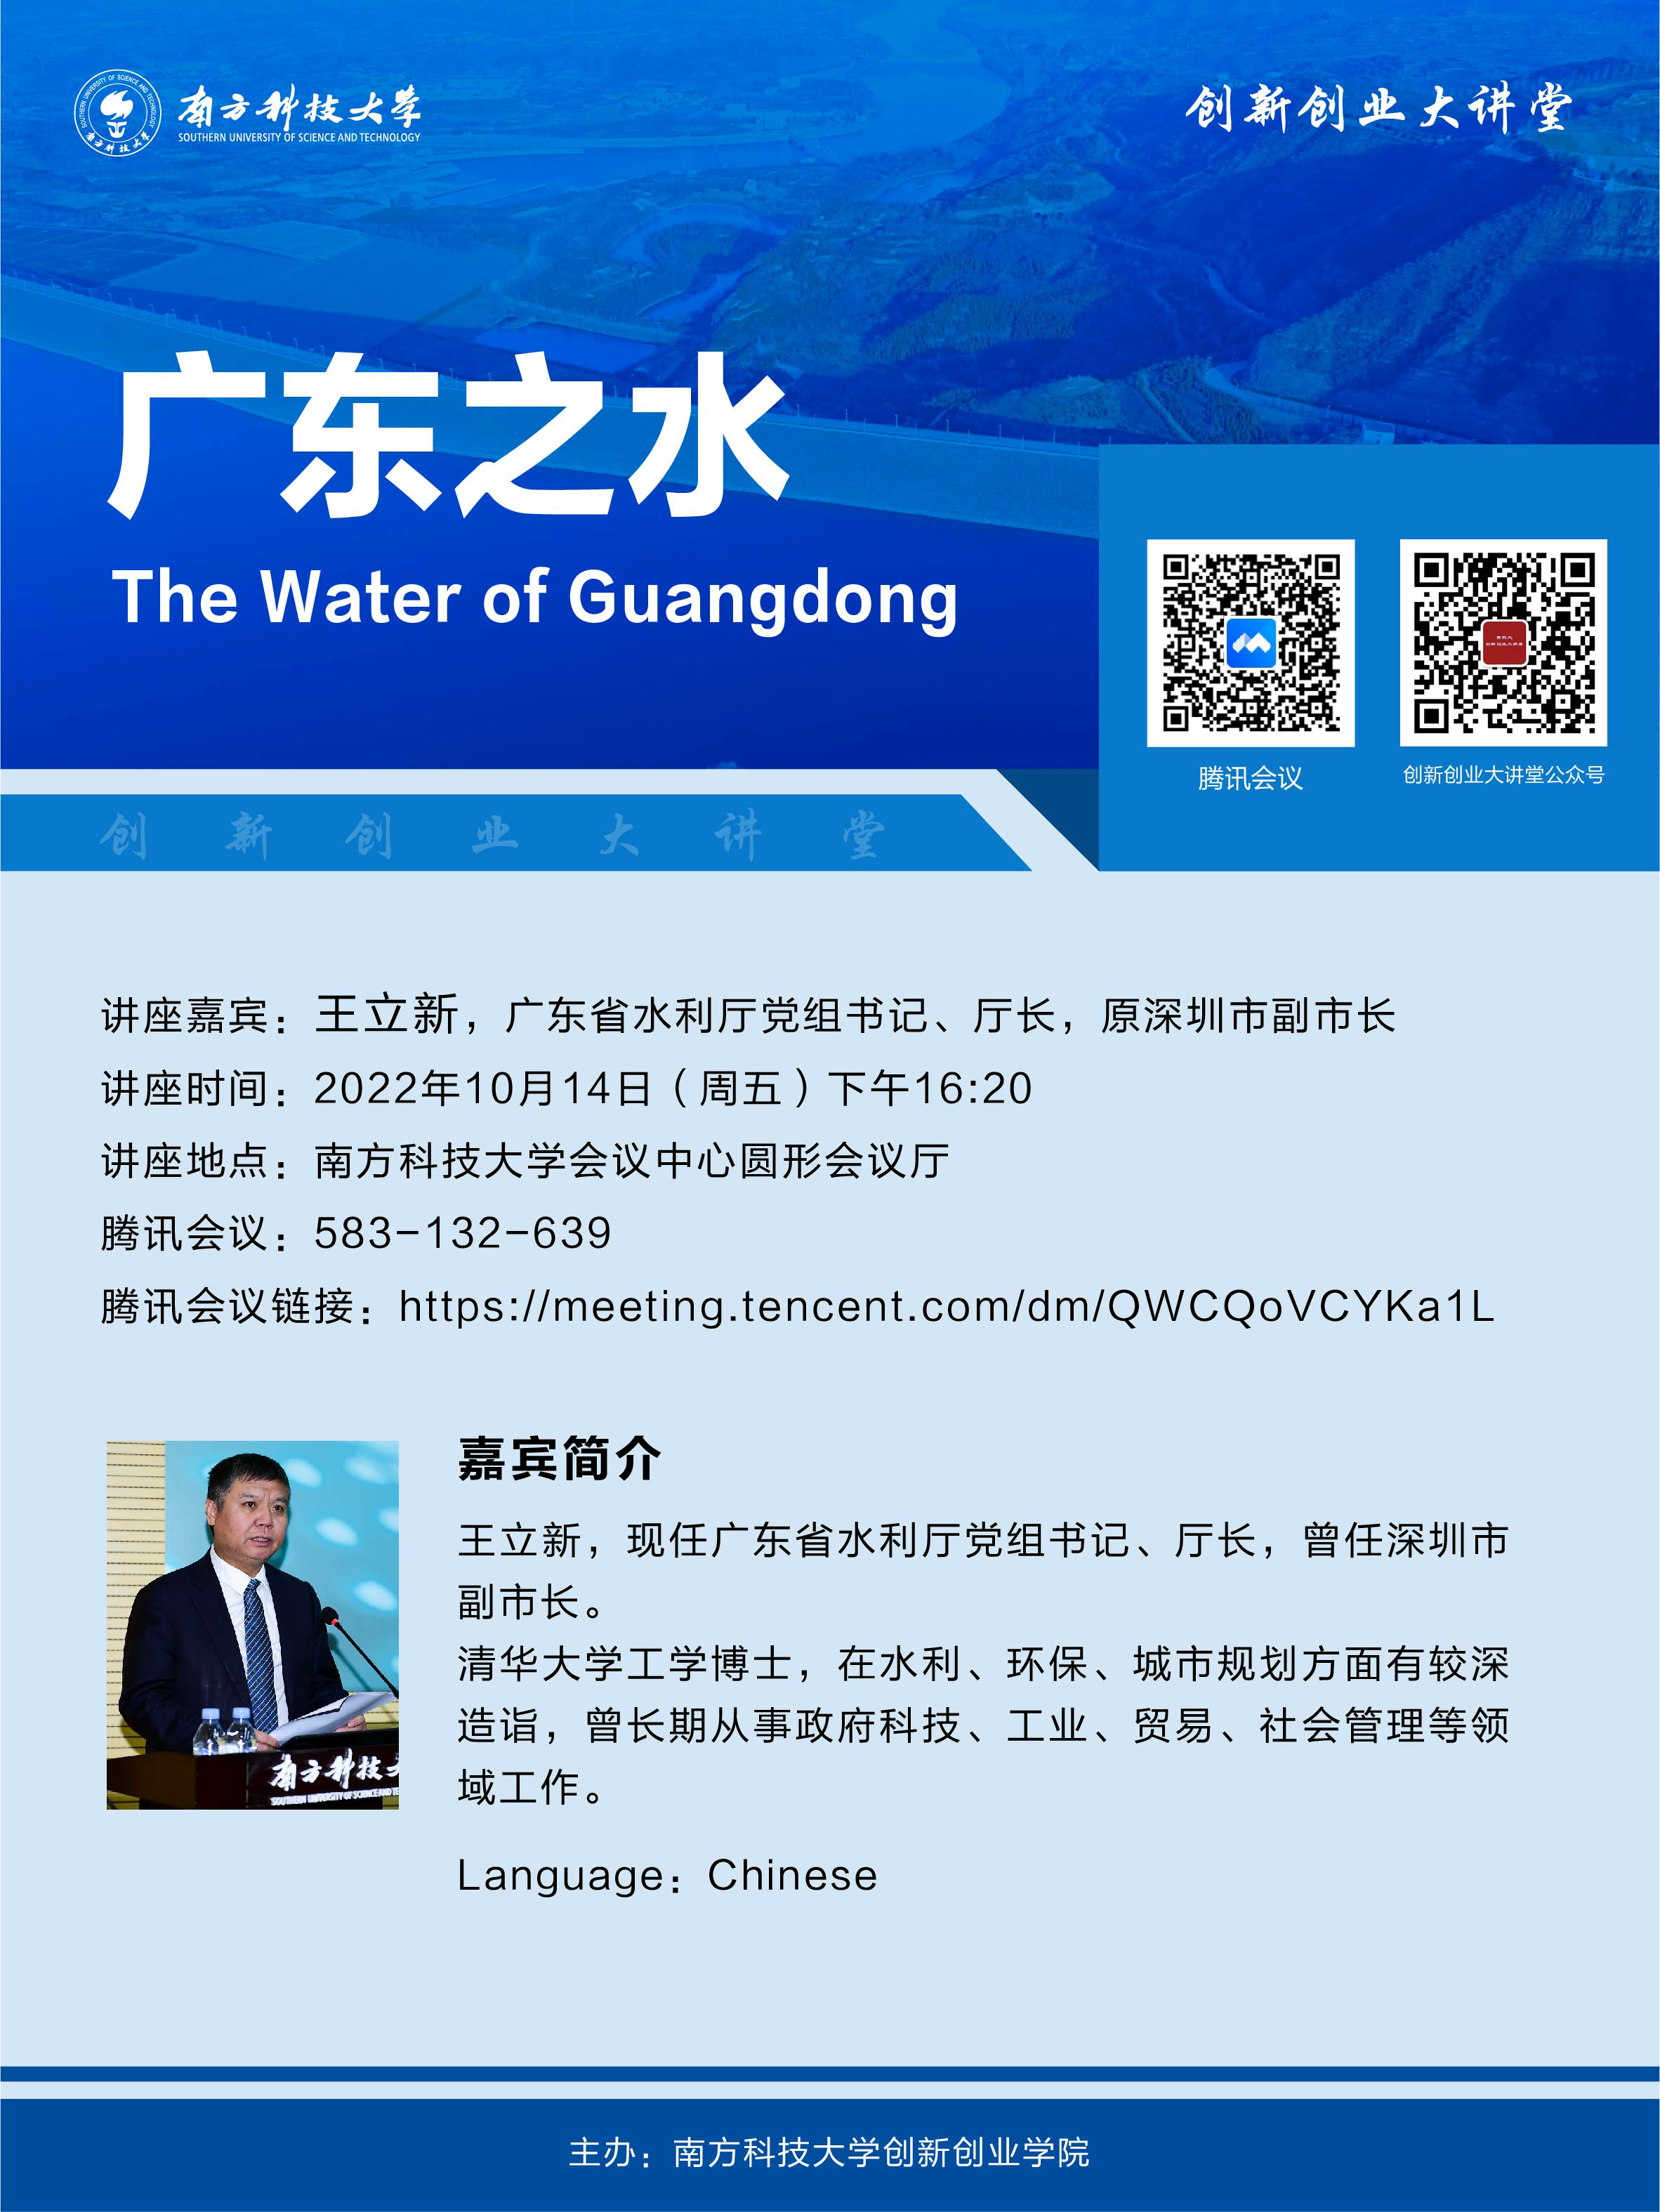 南方科技大学
SOUTHERN UNIVERSITY OF SCIENCE AND TECHNOLOGY
创新创业大讲堂
广东之水
The Water of Guangdong
腾讯会议
创新创业大讲堂公众号
创新创业大讲堂
讲座嘉宾：王立新，广东省水利厅党组书记、厅长，原深圳市副市长
讲座时间：2022年10月14日（周五）下午16:20
讲座地点：南方科技大学会议中心圆形会议厅
腾讯会议：583-132-639
腾讯会议链接：https://meeting.tencent.com/dm/QWCQoVCYKa1L
嘉宾简介
王立新，现任广东省水利厅党组书记、厅长，曾任深圳市
副市长。
清华大学工学博士，在水利、环保、城市规划方面有较深
造诣，曾长期从事政府科技、工业、贸易、社会管理等领
域工作。
Language：Chinese
南方科技
SOUTHERN UNIVERSITY OF SCIENCE AND
主办：南方科技大学创新创业学院